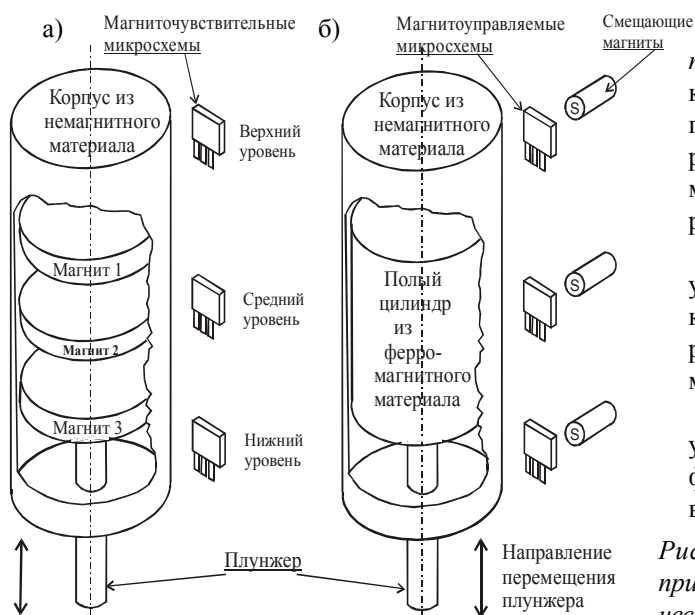 а)
Магниточувствительные
микросхемы
Корпус из
немагнитного
материала
Верхний
уровень
Магнит 1
Средний
уровень
Магнит 2
Магнит 3
Нижний
уровень
Плунжер
б)
Магнитоуправляемые
микросхемы
Смещающие
магниты
S
Корпус из
немагнитного
материала
S
Полый
цилиндр
из
ферро-
магнитного
материала
S
Направление
перемещения
плунжера
Рис
при